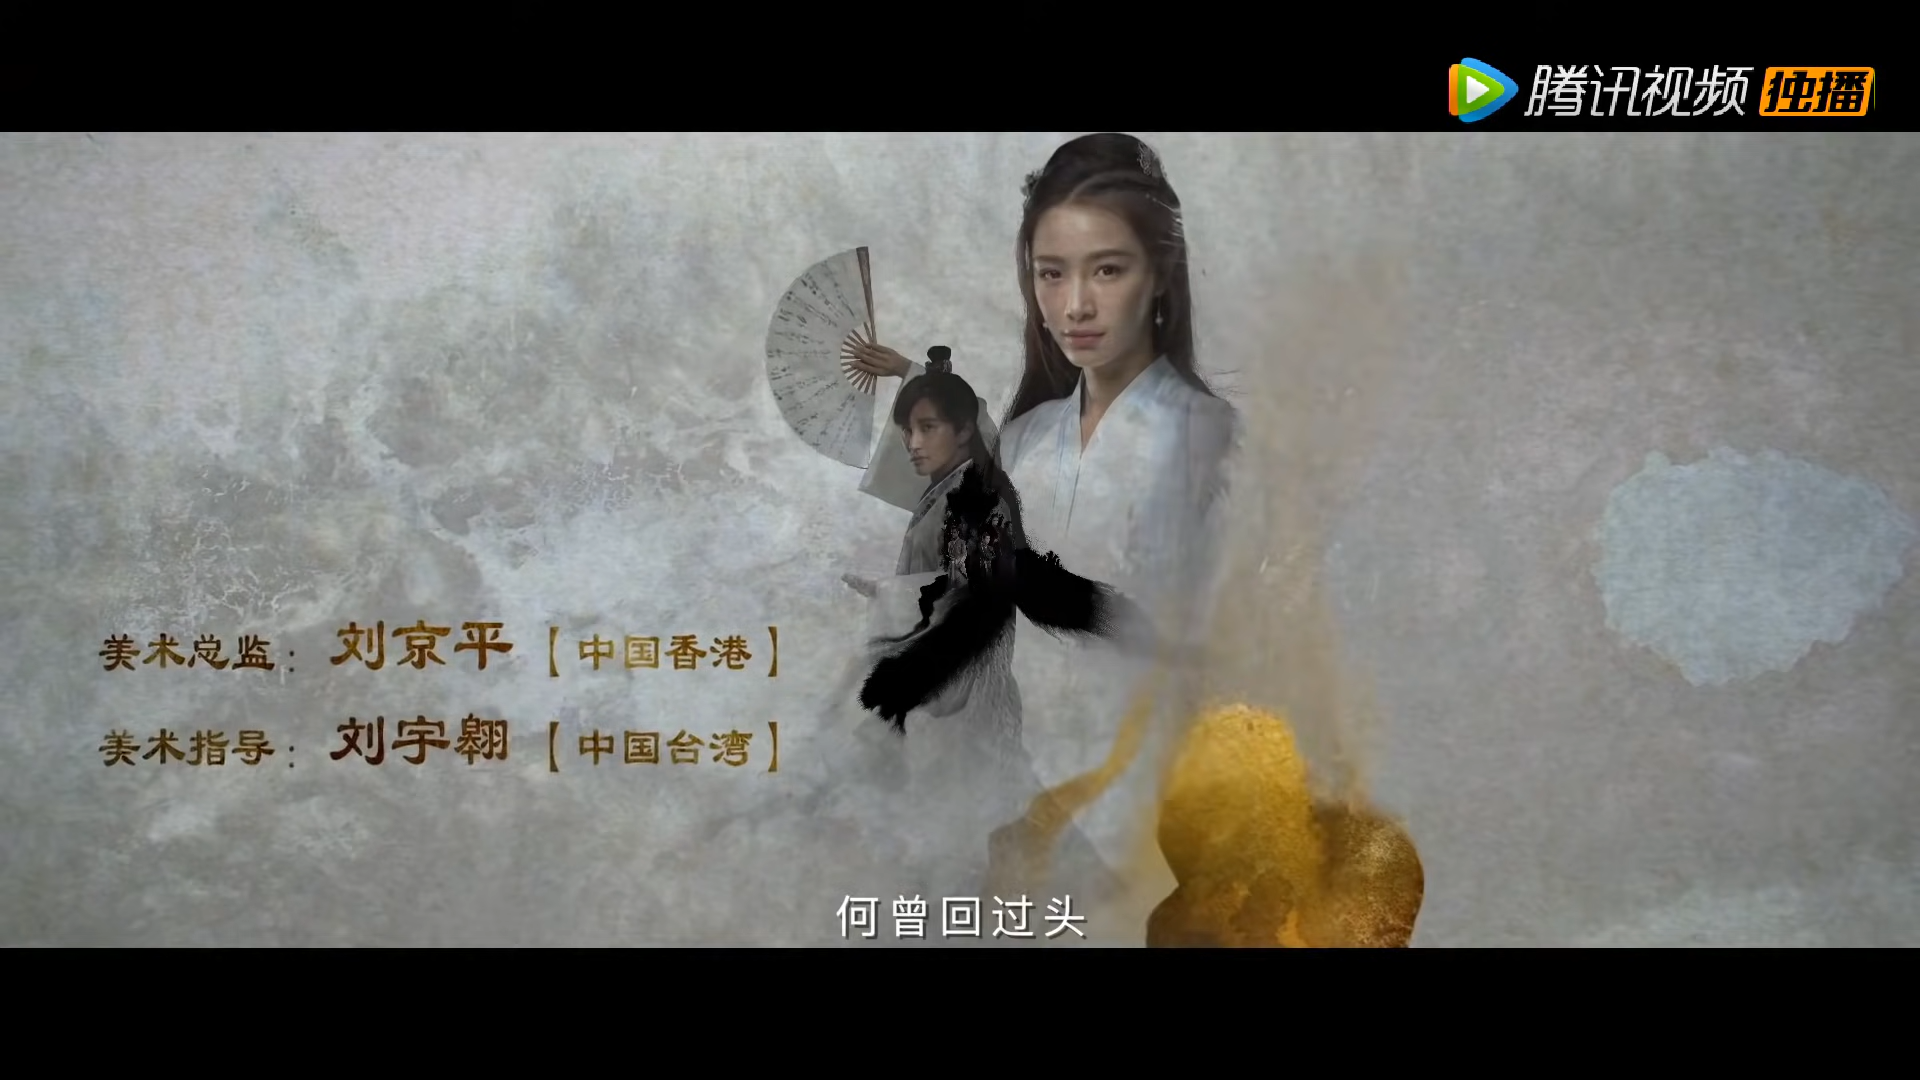 腾讯视频 独播
美术总监： 刘京平 【中国香港】
美术指导： 刘宇翱 【中国台湾】
何曾回过头